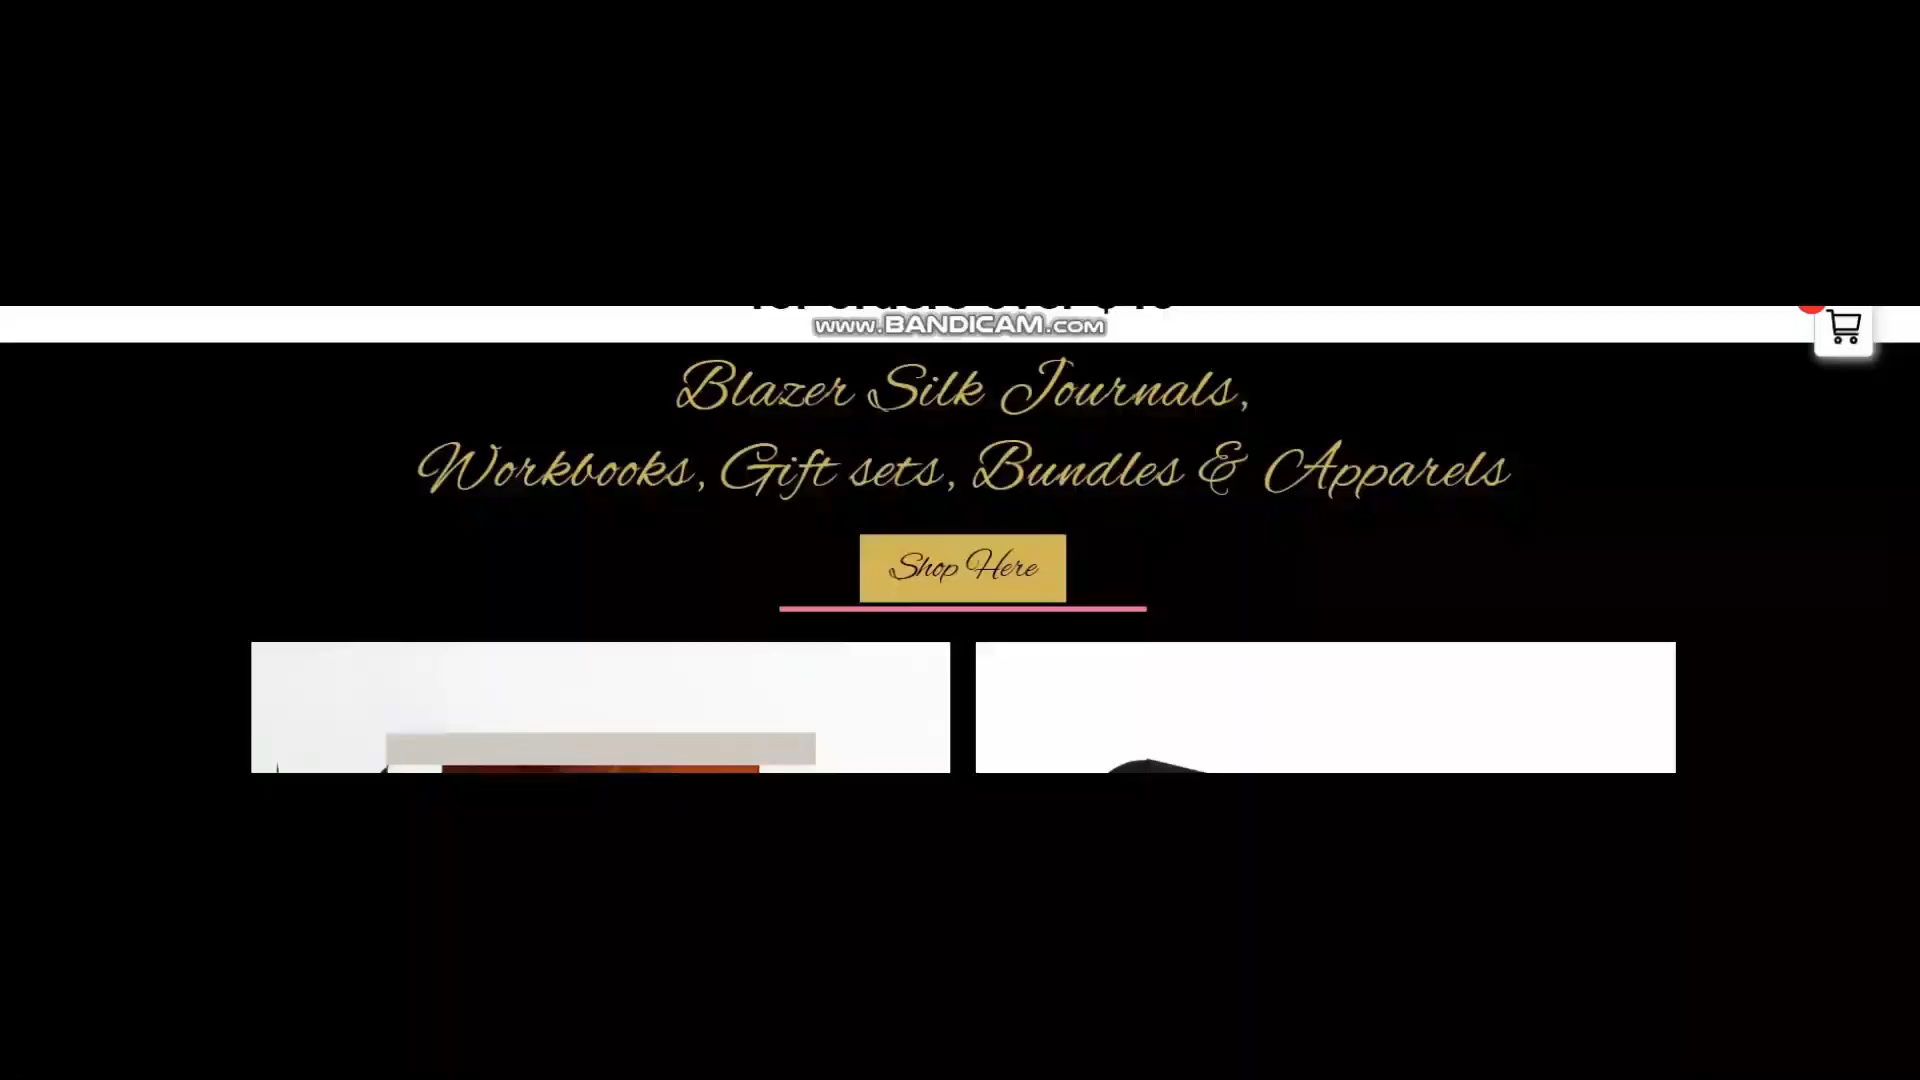 www.BANDICAM.com
Blazer Silk Journals,
Workbooks, Gift sets, Bundles & Apparels
Shop Here